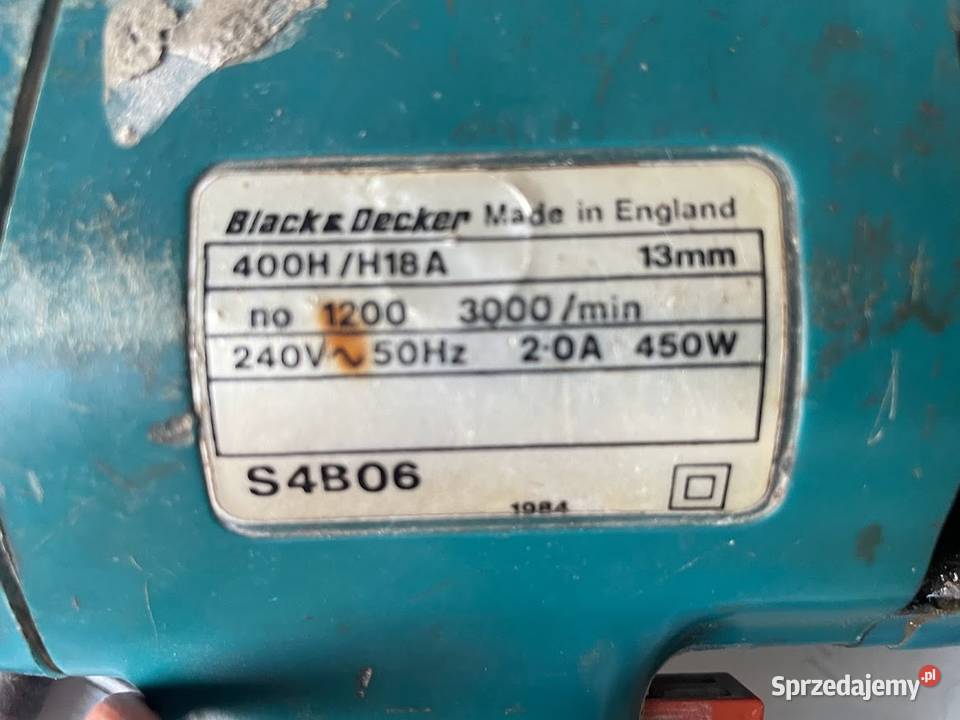 Black & Decker Made in England
400H/H18A 13mm
no 1200 3000/min
240V~50Hz 2·0A 450W
S4B06
1984
Sprzedajemy.pl